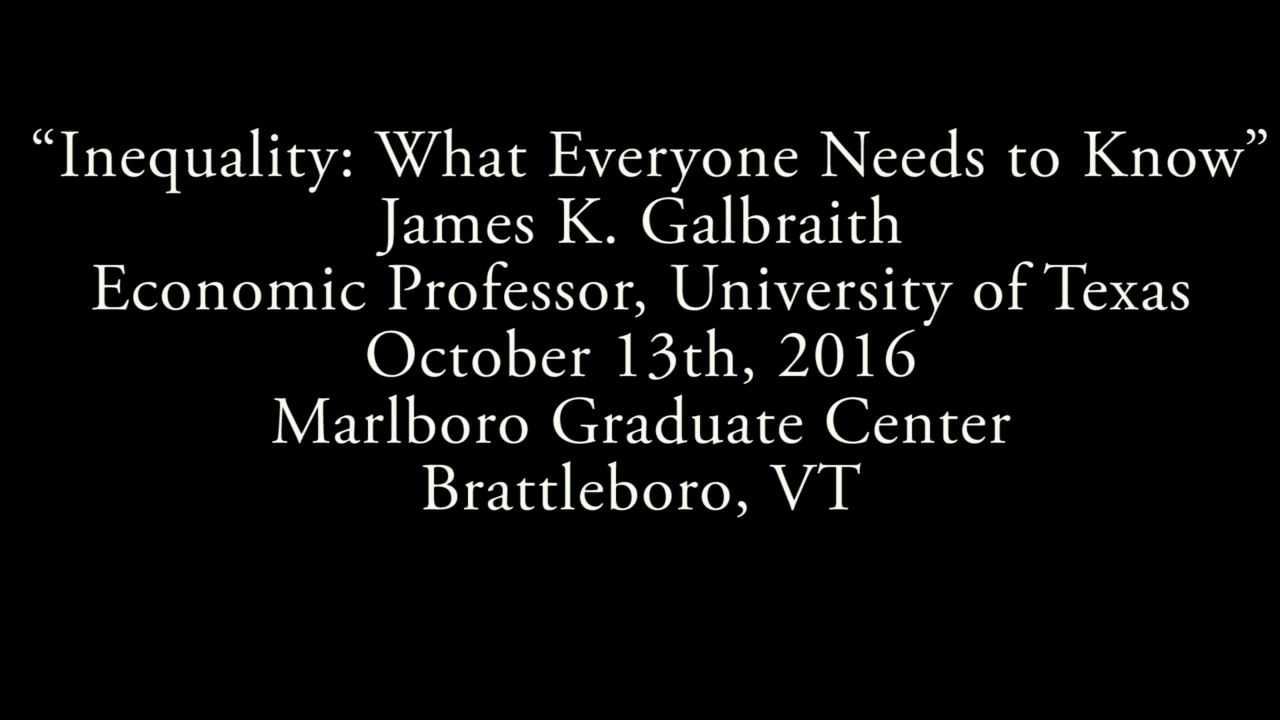 “Inequality: What Everyone Needs to Know”
James K. Galbraith
Economic Professor, University of Texas
October 13th, 2016
Marlboro Graduate Center
Brattleboro, VT